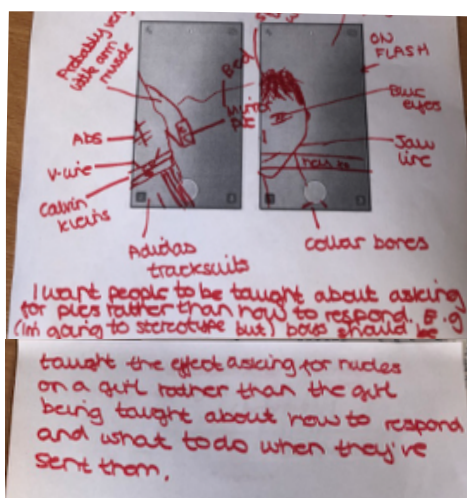 Probably very
little arm
muscle
Bed
ON
FLASH
Blue
eyes
Abs
V-line
Calvin
kleins
Jaw
line
Adidas
tracksuits
collar bones
I want people to be taught about asking
for pics rather than how to respond. E.g
(im going to stereotype but) boys should be
taught the effect asking for nudes
on a girl rather than the girl
being taught about how to respond
and what to do when they've
sent them.